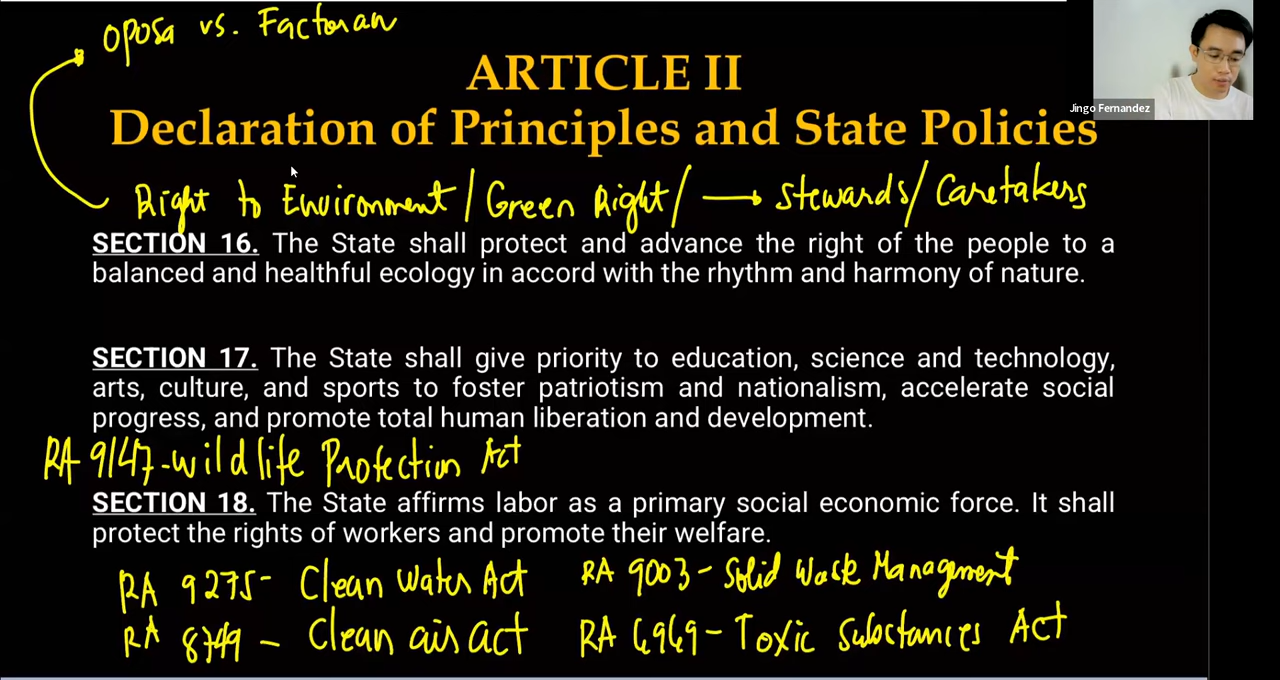 Oposa vs. Factoran
ARTICLE II
Jingo Fernandez
Declaration of Principles and State Policies
Right to Environment / Green Right / → Stewards / Caretakers
SECTION 16. The State shall protect and advance the right of the people to a
balanced and healthful ecology in accord with the rhythm and harmony of nature.
SECTION 17. The State shall give priority to education, science and technology,
arts, culture, and sports to foster patriotism and nationalism, accelerate social
progress, and promote total human liberation and development.
RA 9147-wildlife Protection Act
SECTION 18. The State affirms labor as a primary social economic force. It shall
protect the rights of workers and promote their welfare.
RA 9275- Clean Water Act RA 9003- Solid Waste Managment
RA 8749 - Clean air act RA 6969- Toxic Substances Act